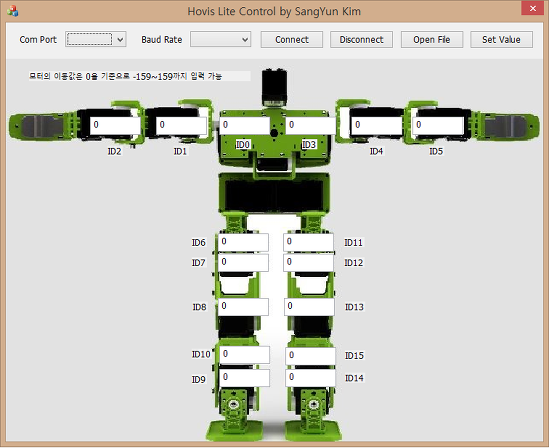 Hovis Lite Control by SangYun Kim
Com Port Baud Rate Connect Disconnect Open File Set Value
모터의 이동값은 0을 기준으로 -159~159까지 입력 가능
0 0 0 0 0 0
ID2 ID1 ID0 ID3 ID4 ID5
ID6 0 0 ID11
ID7 0 0 ID12
ID8 0 0 ID13
ID10 0 0 ID15
ID9 0 0 ID14